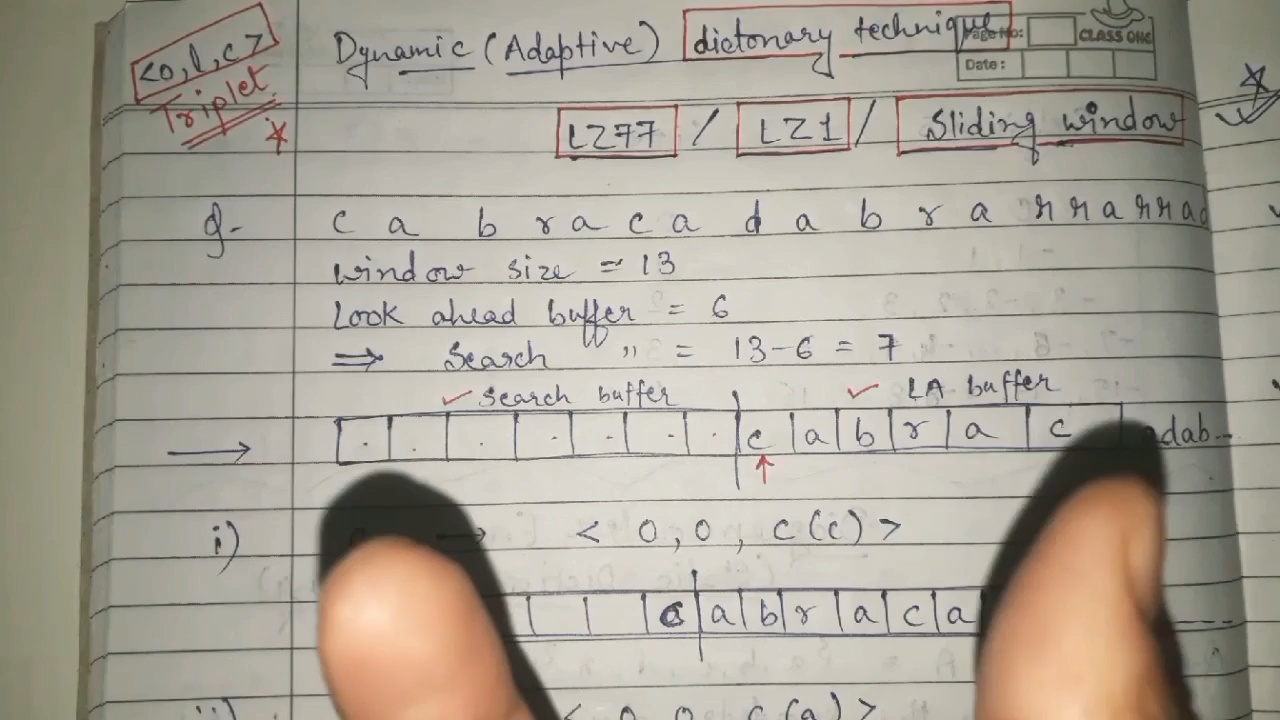 <o, l, c>
Triplet
Dynamic (Adaptive) dictonary technique
Page No:
CLASS ONE
Date:
LZ77 / LZ1 / Sliding window
Q- c a b r a c a d a b r a r r a r r a d
window size = 13
Look ahead buffer = 6
⇒ Search " = 13-6 = 7
✓ Search buffer ✓ LA buffer
→ . . . . . . . c a b r a c adab...
↑
i) → < 0, 0, c(c) >
c a b r a c a
ii) < 0, 0, c(a) >